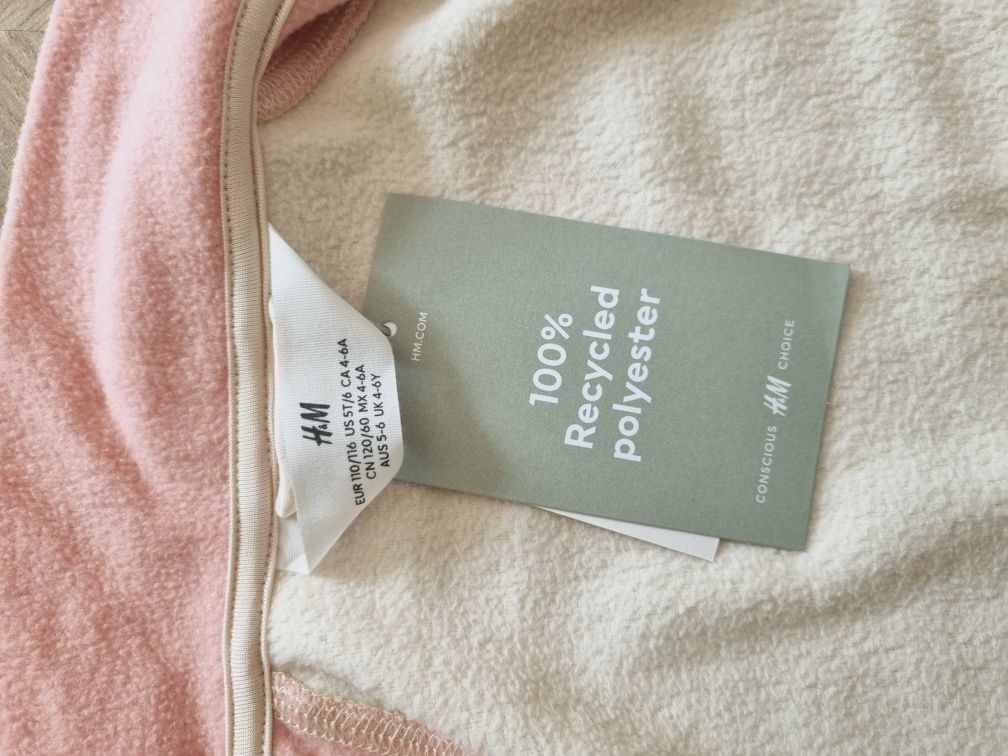 H&M
EUR 110/116 US 5T/6 CA 4-6A
CN 120/60 MX 4-6A
AUS 5-6 UK 4-6Y
HM.COM
100%
Recycled
polyester
CONSCIOUS H&M CHOICE